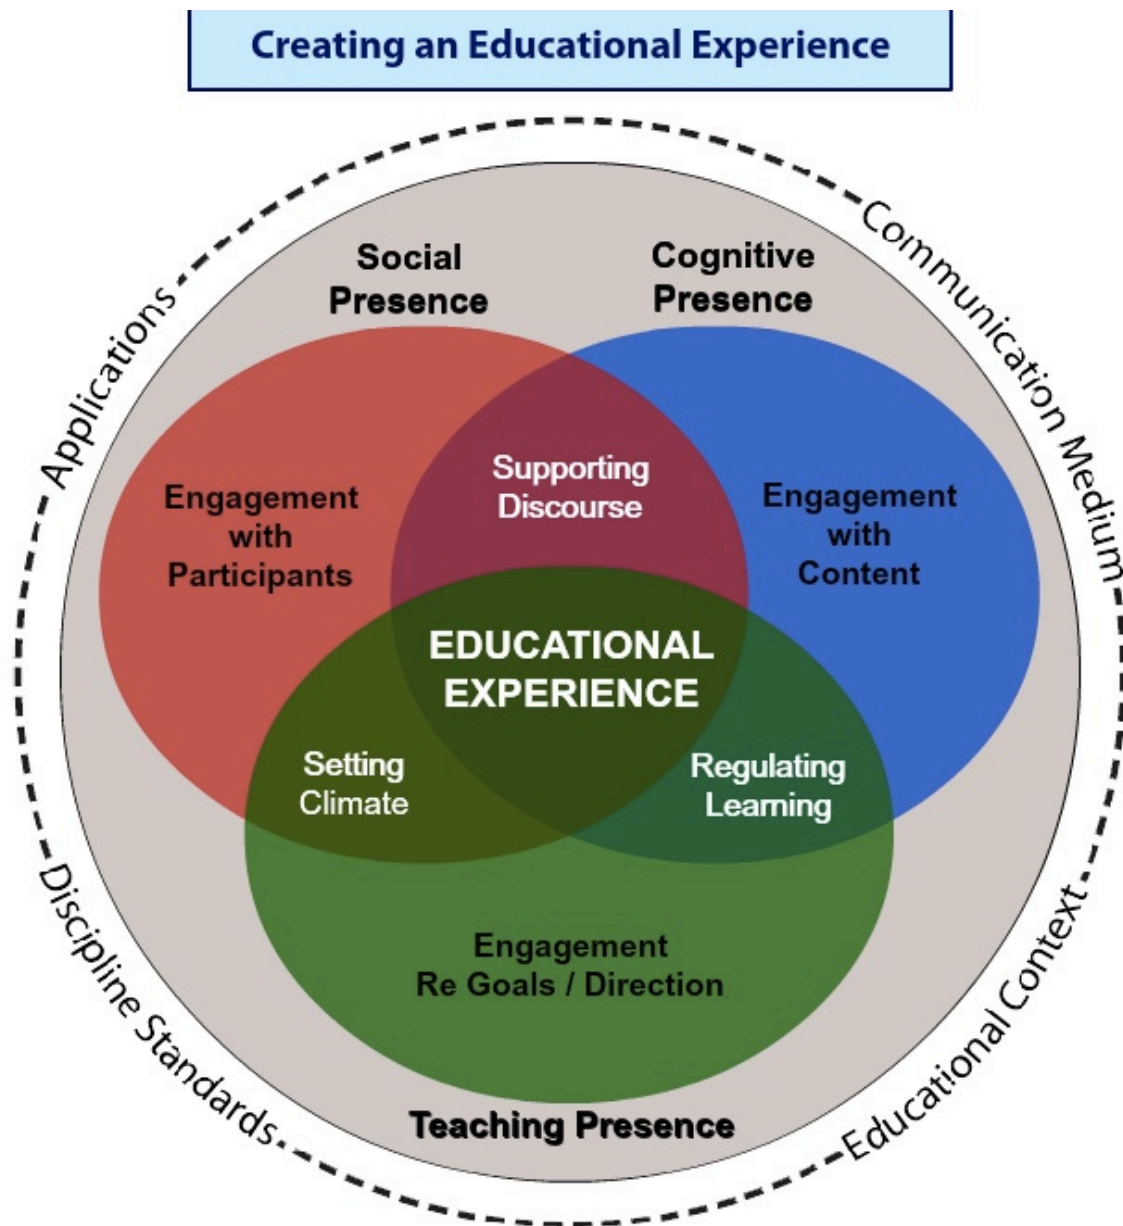 Creating an Educational Experience
Applications
Communication Medium
Social
Presence
Cognitive
Presence
Engagement
with
Participants
Supporting
Discourse
Engagement
with
Content
EDUCATIONAL
EXPERIENCE
Setting
Climate
Regulating
Learning
Engagement
Re Goals / Direction
Teaching Presence
Discipline Standards
Educational Context